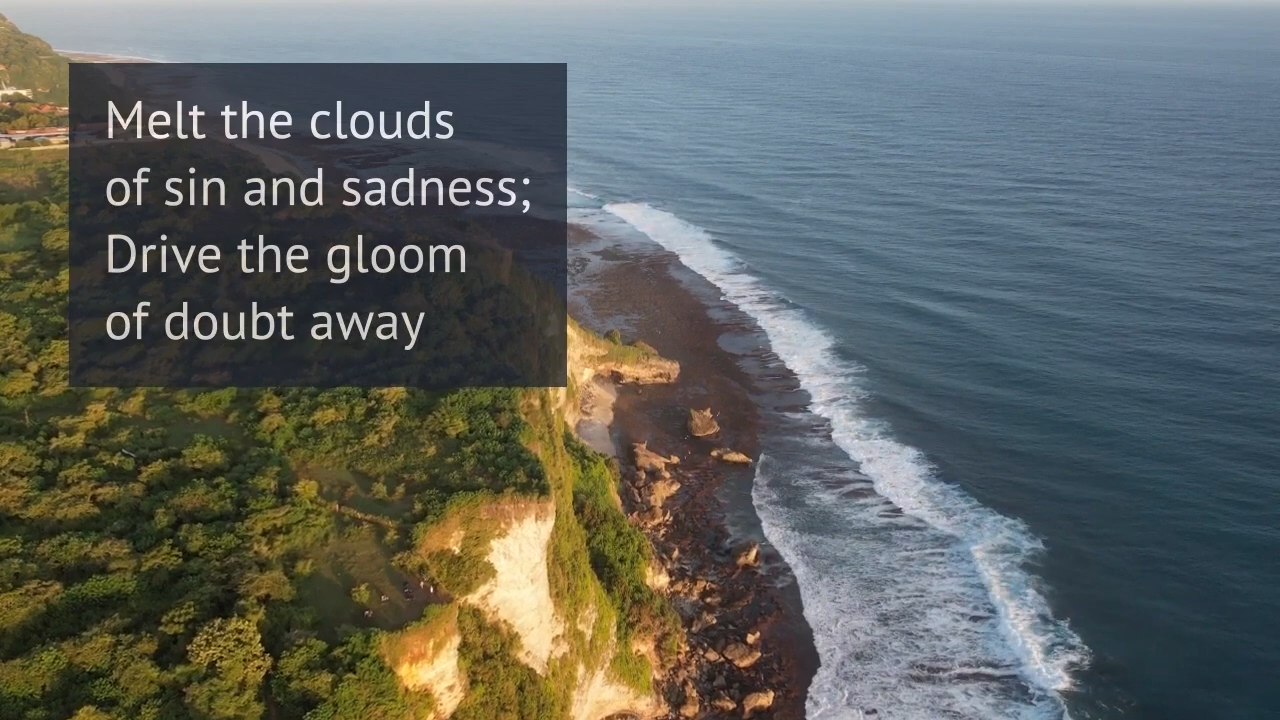 Melt the clouds
of sin and sadness;
Drive the gloom
of doubt away